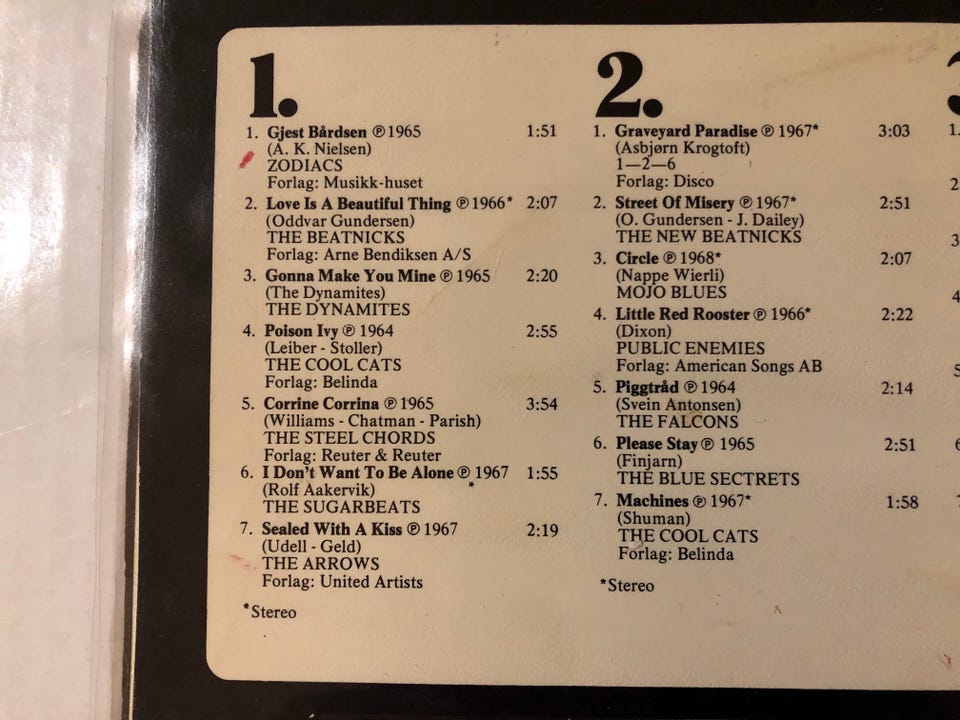 1.
1. Gjest Bårdsen ℗ 1965 1:51
(A. K. Nielsen)
ZODIACS
Forlag: Musikk-huset
2. Love Is A Beautiful Thing ℗ 1966* 2:07
(Oddvar Gundersen)
THE BEATNICKS
Forlag: Arne Bendiksen A/S
3. Gonna Make You Mine ℗ 1965 2:20
(The Dynamites)
THE DYNAMITES
4. Poison Ivy ℗ 1964 2:55
(Leiber - Stoller)
THE COOL CATS
Forlag: Belinda
5. Corrine Corrina ℗ 1965 3:54
(Williams - Chatman - Parish)
THE STEEL CHORDS
Forlag: Reuter & Reuter
6. I Don't Want To Be Alone ℗ 1967 1:55
(Rolf Aakervik) *
THE SUGARBEATS
7. Sealed With A Kiss ℗ 1967 2:19
(Udell - Geld)
THE ARROWS
Forlag: United Artists
*Stereo
2.
1. Graveyard Paradise ℗ 1967* 3:03
(Asbjørn Krogtoft)
1—2—6
Forlag: Disco
2. Street Of Misery ℗ 1967* 2:51
(O. Gundersen - J. Dailey)
THE NEW BEATNICKS
3. Circle ℗ 1968* 2:07
(Nappe Wierli)
MOJO BLUES
4. Little Red Rooster ℗ 1966* 2:22
(Dixon)
PUBLIC ENEMIES
Forlag: American Songs AB
5. Piggtråd ℗ 1964 2:14
(Svein Antonsen)
THE FALCONS
6. Please Stay ℗ 1965 2:51
(Finjarn)
THE BLUE SECTRETS
7. Machines ℗ 1967* 1:58
(Shuman)
THE COOL CATS
Forlag: Belinda
*Stereo
1.
2
3
4
5
6